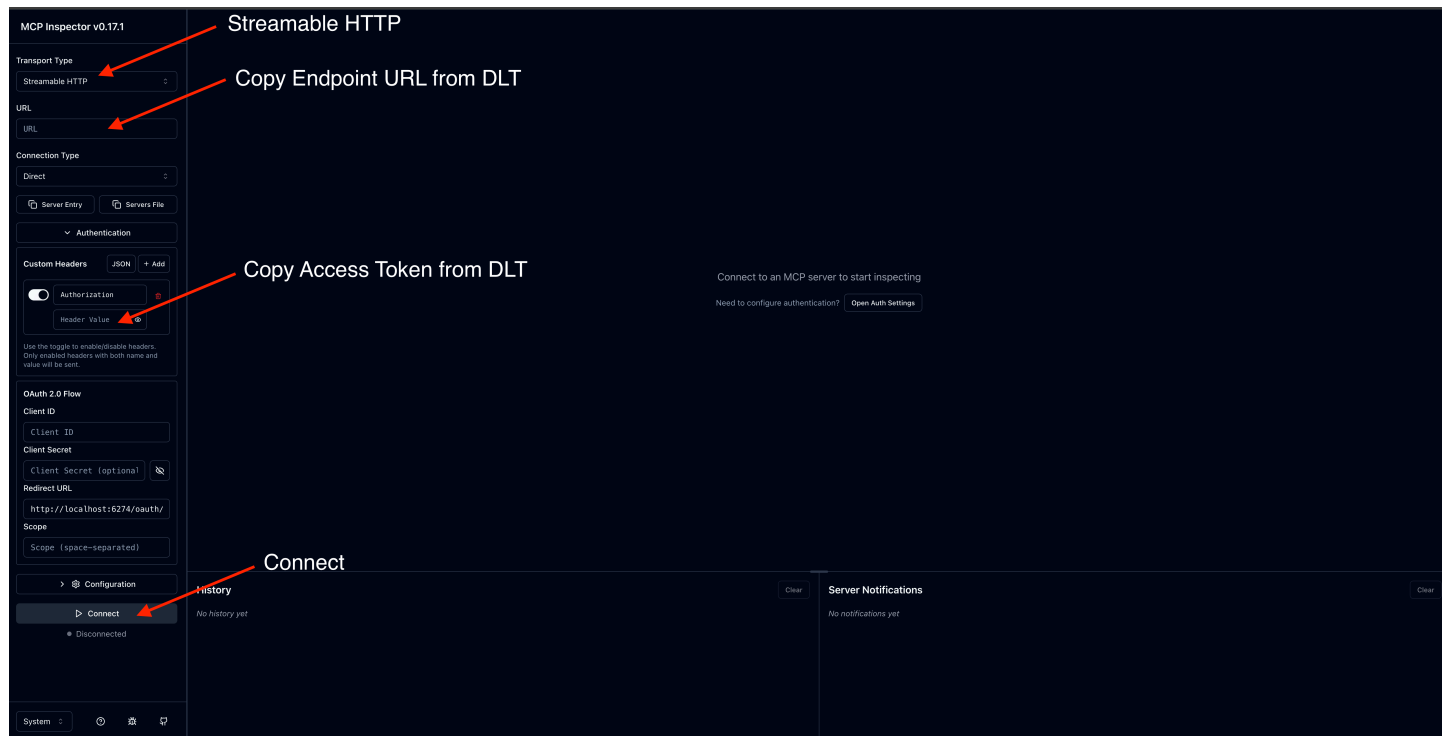 MCP Inspector v0.17.1
Streamable HTTP
Transport Type
Streamable HTTP
Copy Endpoint URL from DLT
URL
URL
Connection Type
Direct
Server Entry
Servers File
Authentication
Custom Headers
JSON
+ Add
Copy Access Token from DLT
Authorization
Header Value
Use the toggle to enable/disable headers.
Only enabled headers with both name and
value will be sent.
OAuth 2.0 Flow
Client ID
Client ID
Client Secret
Client Secret (optional
Redirect URL
http://localhost:6274/oauth/
Scope
Scope (space-separated)
Connect
Configuration
Connect
Disconnected
System
Connect to an MCP server to start inspecting
Need to configure authentication?
Open Auth Settings
History
Clear
No history yet
Server Notifications
Clear
No notifications yet